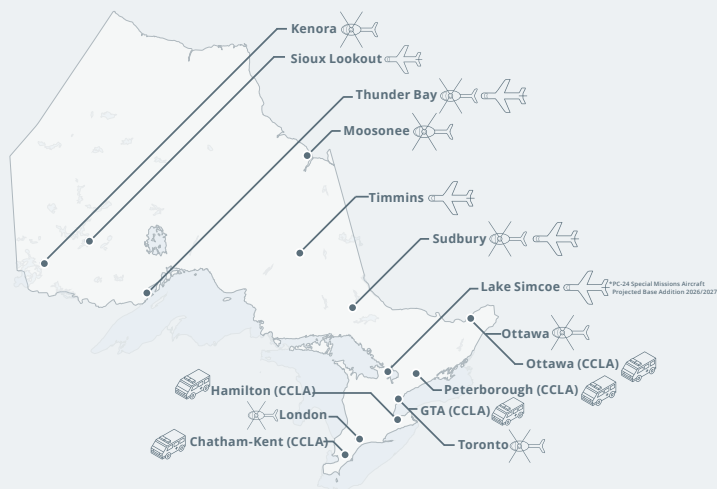 Kenora
Sioux Lookout
Thunder Bay
Moosonee
Timmins
Sudbury
Lake Simcoe
*PC-24 Special Missions Aircraft
Projected Base Addition 2026/2027
Ottawa
Ottawa (CCLA)
Hamilton (CCLA)
Peterborough (CCLA)
GTA (CCLA)
London
Chatham-Kent (CCLA)
Toronto